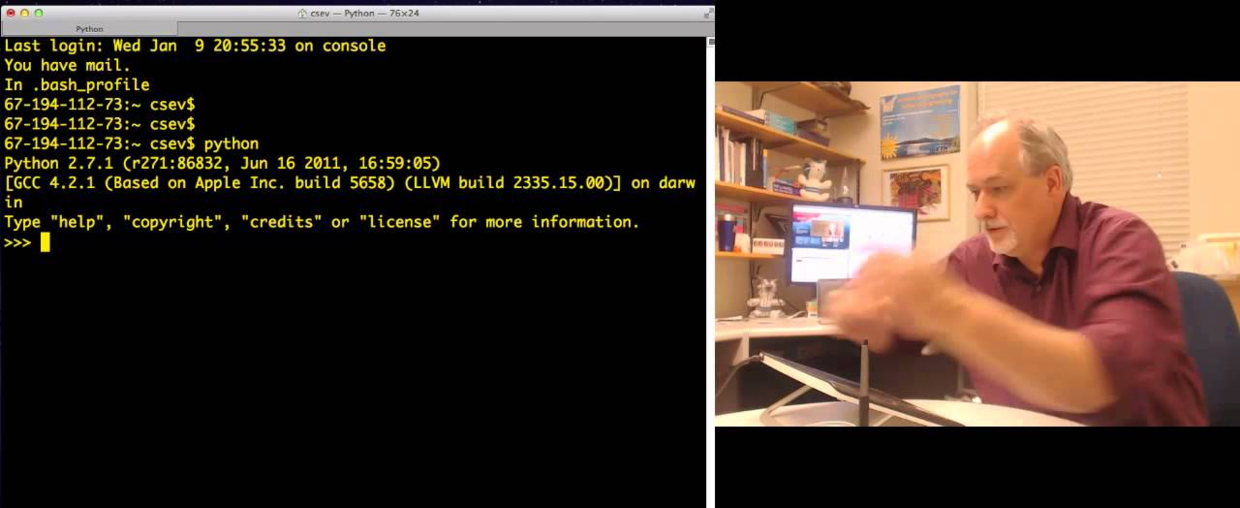 csev — Python — 76×24
Python
Last login: Wed Jan  9 20:55:33 on console
You have mail.
In .bash_profile
67-194-112-73:~ csev$
67-194-112-73:~ csev$
67-194-112-73:~ csev$ python
Python 2.7.1 (r271:86832, Jun 16 2011, 16:59:05)
[GCC 4.2.1 (Based on Apple Inc. build 5658) (LLVM build 2335.15.00)] on darw
in
Type "help", "copyright", "credits" or "license" for more information.
>>>